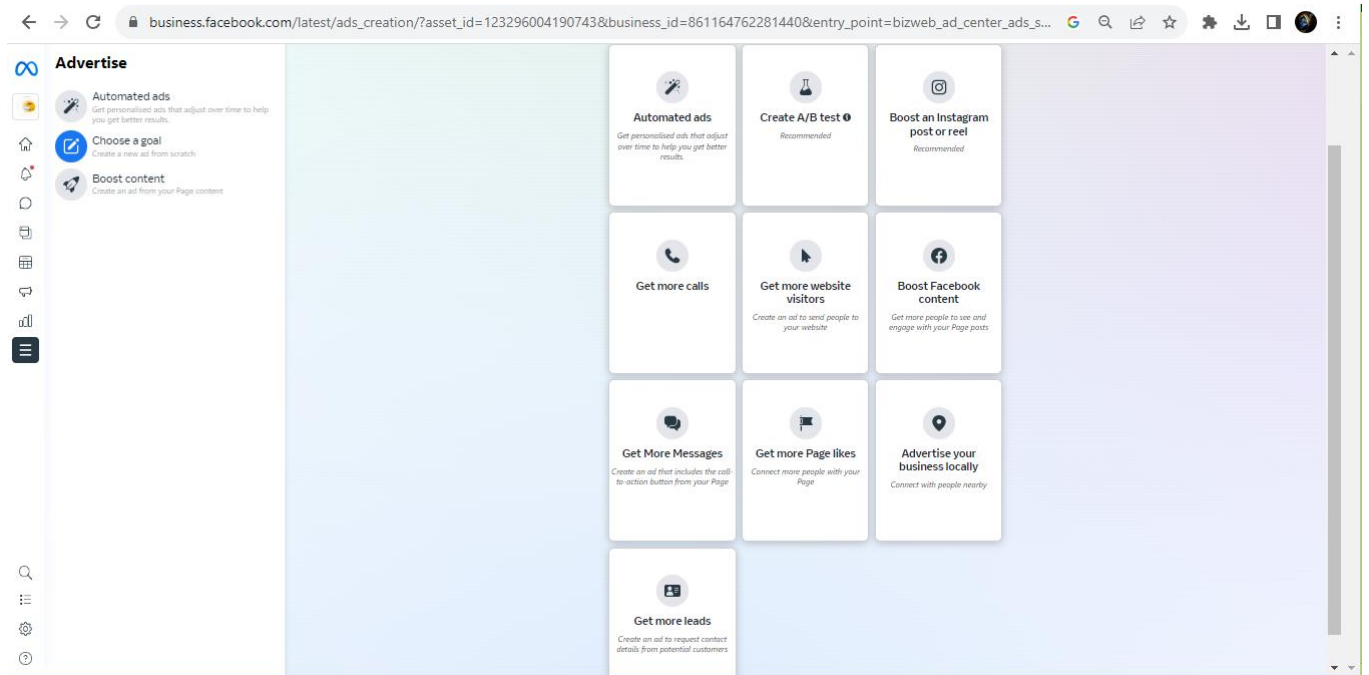 business.facebook.com/latest/ads_creation/?asset_id=123296004190743&business_id=861164762281440&entry_point=bizweb_ad_center_ads_s...
Advertise
Automated ads
Get personalised ads that adjust over time to help
you get better results.
Choose a goal
Create a new ad from scratch
Boost content
Create an ad from your Page content
Automated ads
Get personalised ads that adjust
over time to help you get better
results.
Create A/B test
Recommended
Boost an Instagram
post or reel
Recommended
Get more calls
Get more website
visitors
Create an ad to send people to
your website
Boost Facebook
content
Get more people to see and
engage with your Page posts
Get More Messages
Create an ad that includes the call-
to-action button from your Page
Get more Page likes
Connect more people with your
Page
Advertise your
business locally
Connect with people nearby
Get more leads
Create an ad to request contact
details from potential customers